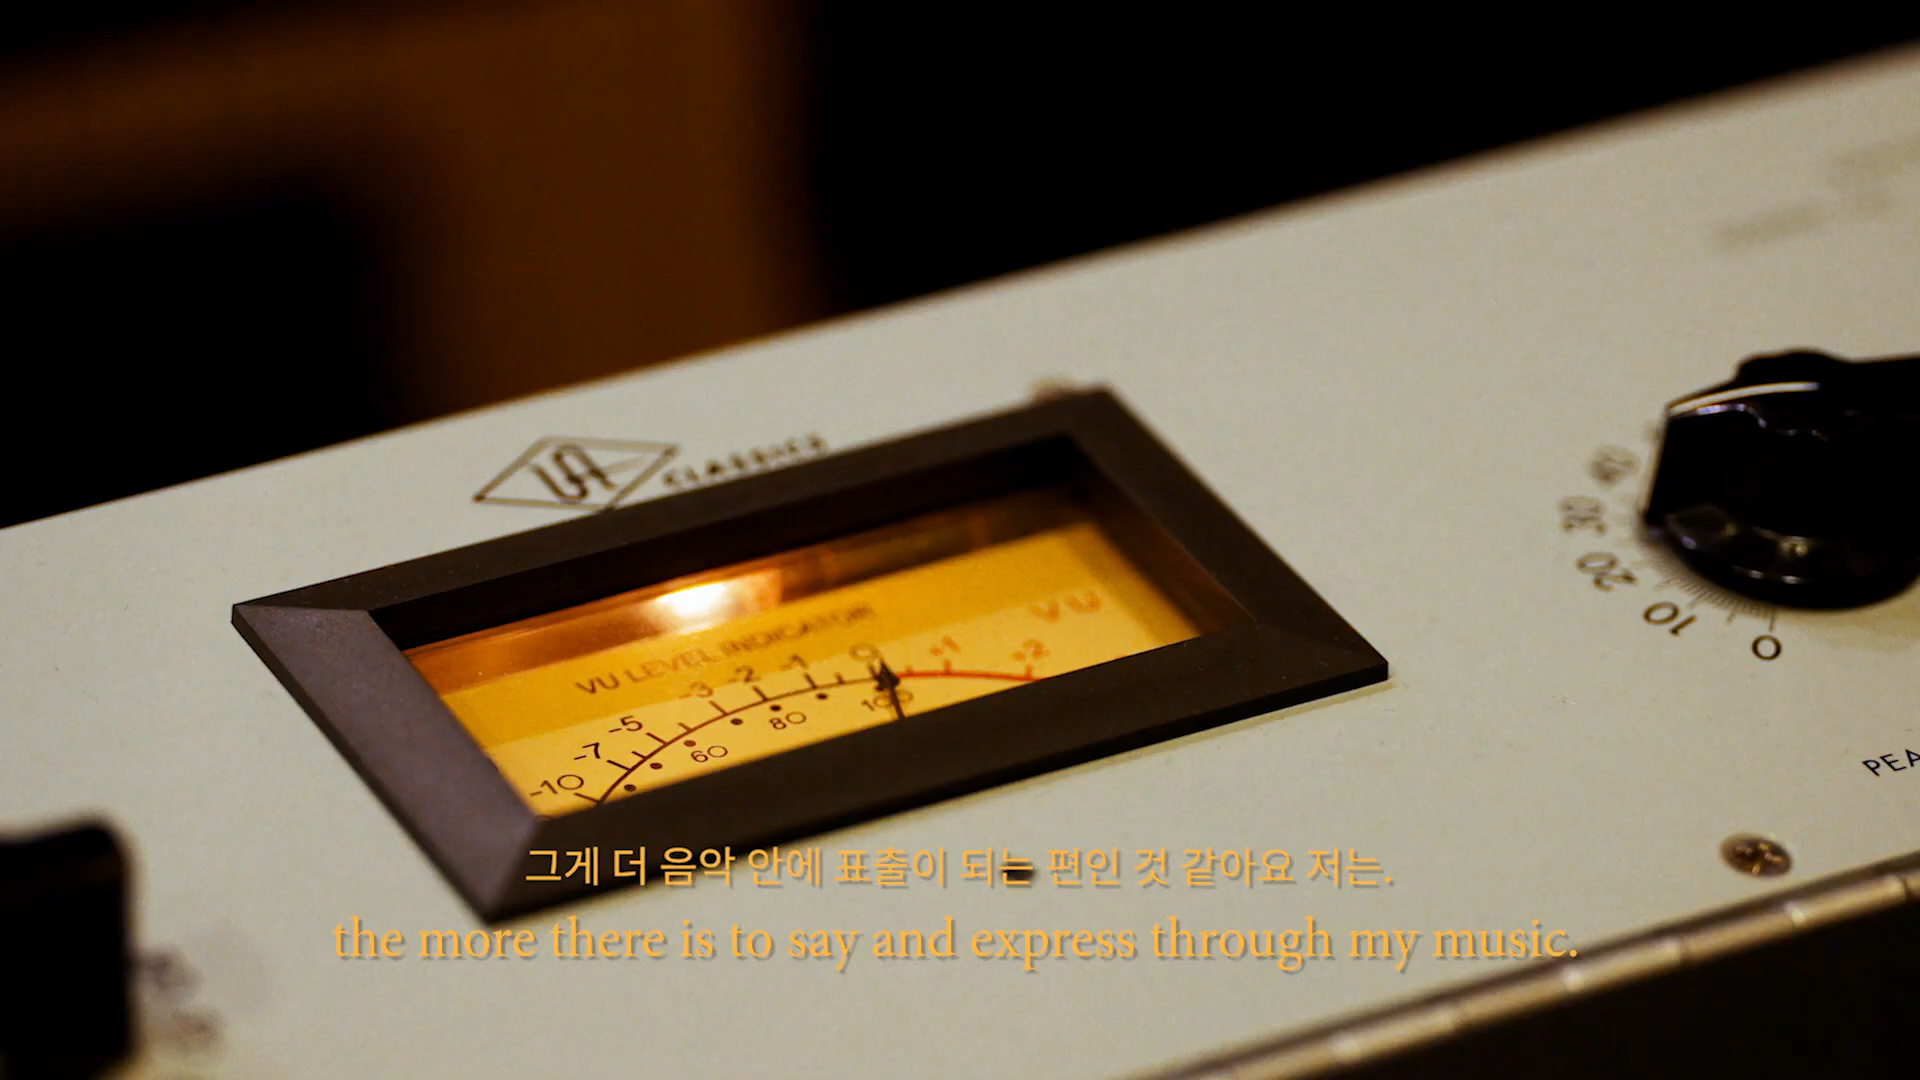 UA CLASSICS
VU LEVEL INDICATOR
VU
-10 -7 -5 -3 -2 -1 0 +1 +2
60 80 100
40
30
20
10
0
그게 더 음악 안에 표출이 되는 편인 것 같아요 저는.
the more there is to say and express through my music.